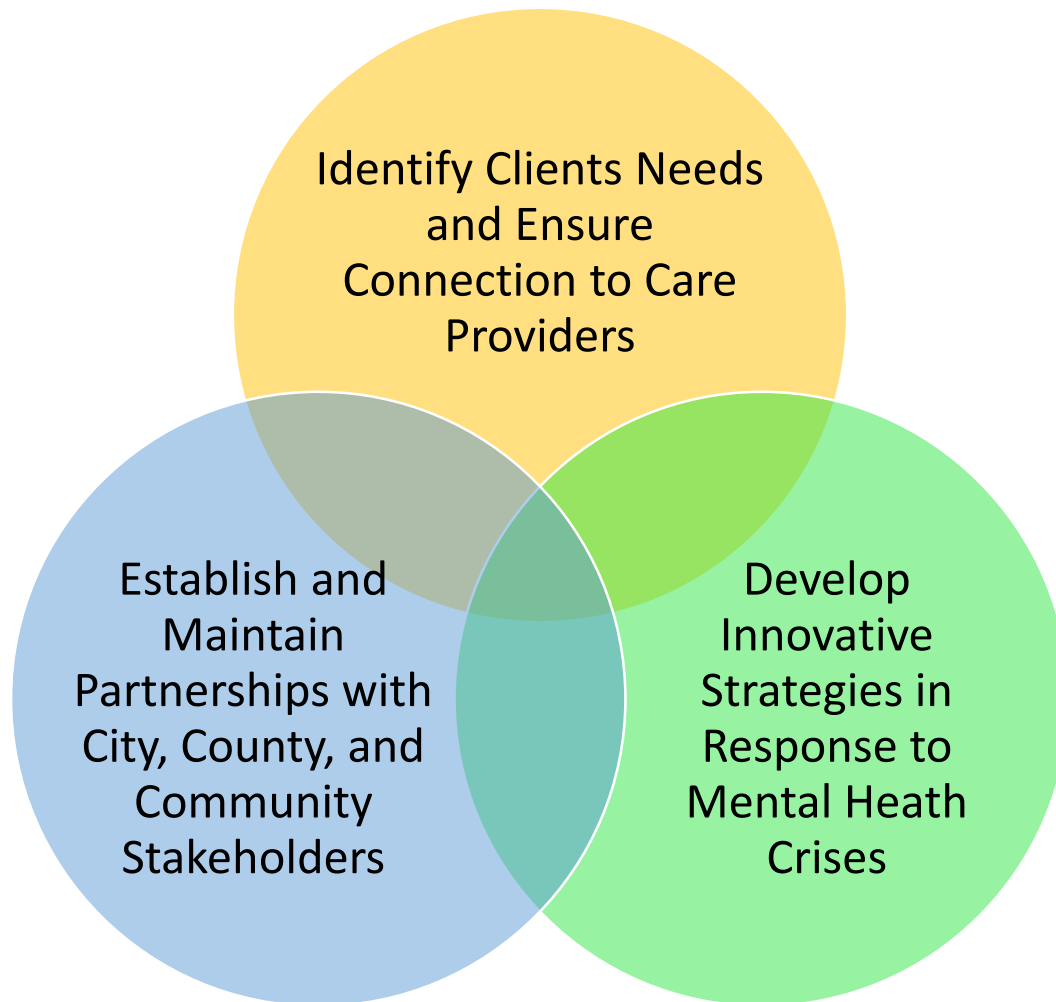 Identify Clients Needs
and Ensure
Connection to Care
Providers
Establish and
Maintain
Partnerships with
City, County, and
Community
Stakeholders
Develop
Innovative
Strategies in
Response to
Mental Heath
Crises